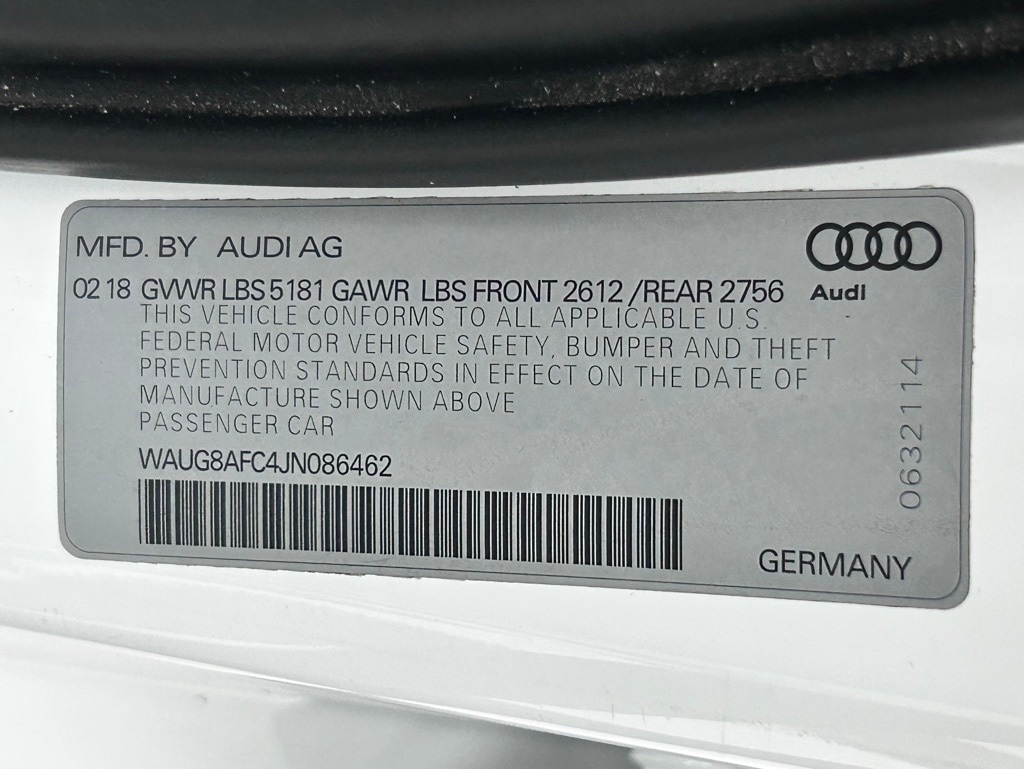 MFD. BY AUDI AG
02 18 GVWR LBS 5181 GAWR LBS FRONT 2612 /REAR 2756
Audi
THIS VEHICLE CONFORMS TO ALL APPLICABLE U.S.
FEDERAL MOTOR VEHICLE SAFETY, BUMPER AND THEFT
PREVENTION STANDARDS IN EFFECT ON THE DATE OF
MANUFACTURE SHOWN ABOVE
PASSENGER CAR
WAUG8AFC4JN086462
06321114
GERMANY